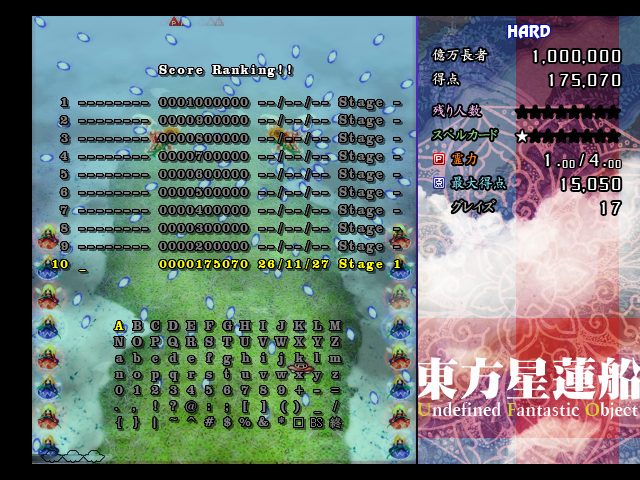 Score Ranking!!
1 -------- 0001000000 --/--/-- Stage -
2 -------- 0000900000 --/--/-- Stage -
3 -------- 0000800000 --/--/-- Stage -
4 -------- 0000700000 --/--/-- Stage -
5 -------- 0000600000 --/--/-- Stage -
6 -------- 0000500000 --/--/-- Stage -
7 -------- 0000400000 --/--/-- Stage -
8 -------- 0000300000 --/--/-- Stage -
9 -------- 0000200000 --/--/-- Stage -
10 _ 0000175070 26/11/27 Stage 1
A B C D E F G H I J K L M
N O P Q R S T U V W X Y Z
a b c d e f g h i j k l m
n o p q r s t u v w x y z
0 1 2 3 4 5 6 7 8 9 + - =
. , ! ? @ : ; [ ] ( ) _ /
{ } | ~ ^ # $ % & * □ BS 終
HARD
億万長者 1,000,000
得点 175,070
残り人数
スペルカード
P 霊力 1.00/4.00
点 最大得点 15,050
グレイズ 17
東方星蓮船
Undefined Fantastic Object